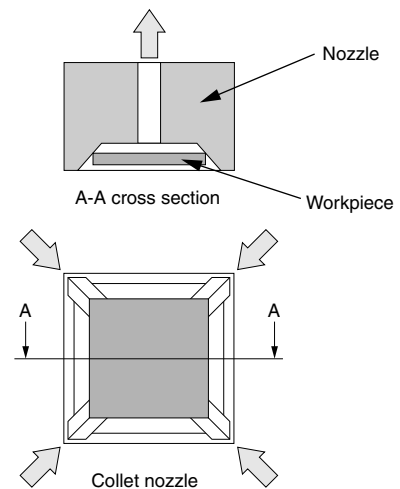 Nozzle
A-A cross section
Workpiece
A A
Collet nozzle